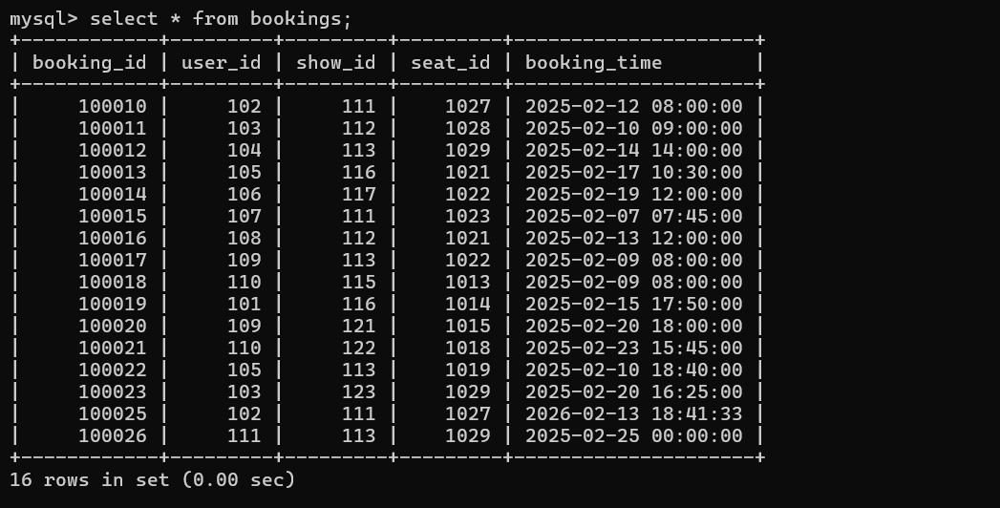 mysql> select * from bookings;
+------------+---------+---------+---------+---------------------+
| booking_id | user_id | show_id | seat_id | booking_time        |
+------------+---------+---------+---------+---------------------+
|     100010 |     102 |     111 |    1027 | 2025-02-12 08:00:00 |
|     100011 |     103 |     112 |    1028 | 2025-02-10 09:00:00 |
|     100012 |     104 |     113 |    1029 | 2025-02-14 14:00:00 |
|     100013 |     105 |     116 |    1021 | 2025-02-17 10:30:00 |
|     100014 |     106 |     117 |    1022 | 2025-02-19 12:00:00 |
|     100015 |     107 |     111 |    1023 | 2025-02-07 07:45:00 |
|     100016 |     108 |     112 |    1021 | 2025-02-13 12:00:00 |
|     100017 |     109 |     113 |    1022 | 2025-02-09 08:00:00 |
|     100018 |     110 |     115 |    1013 | 2025-02-09 08:00:00 |
|     100019 |     101 |     116 |    1014 | 2025-02-15 17:50:00 |
|     100020 |     109 |     121 |    1015 | 2025-02-20 18:00:00 |
|     100021 |     110 |     122 |    1018 | 2025-02-23 15:45:00 |
|     100022 |     105 |     113 |    1019 | 2025-02-10 18:40:00 |
|     100023 |     103 |     123 |    1029 | 2025-02-20 16:25:00 |
|     100025 |     102 |     111 |    1027 | 2026-02-13 18:41:33 |
|     100026 |     111 |     113 |    1029 | 2025-02-25 00:00:00 |
+------------+---------+---------+---------+---------------------+
16 rows in set (0.00 sec)